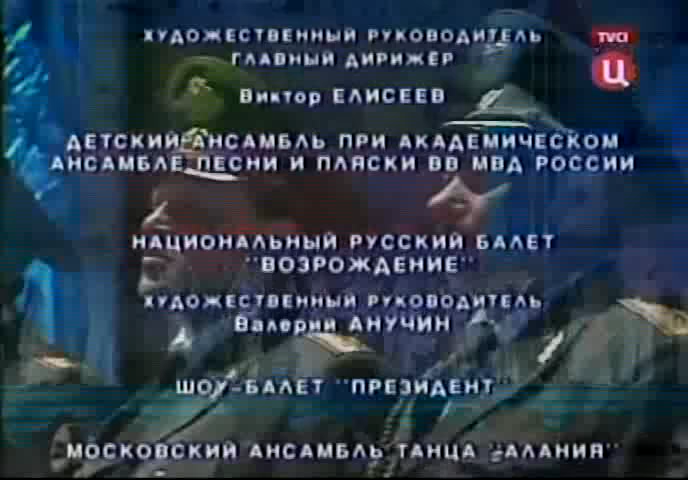 ХУДОЖЕСТВЕННЫЙ РУКОВОДИТЕЛЬ
ГЛАВНЫЙ ДИРИЖЁР
Виктор ЕЛИСЕЕВ
ДЕТСКИЙ АНСАМБЛЬ ПРИ АКАДЕМИЧЕСКОМ
АНСАМБЛЕ ПЕСНИ И ПЛЯСКИ ВВ МВД РОССИИ
НАЦИОНАЛЬНЫЙ РУССКИЙ БАЛЕТ
"ВОЗРОЖДЕНИЕ"
ХУДОЖЕСТВЕННЫЙ РУКОВОДИТЕЛЬ
Валерий АНУЧИН
ШОУ-БАЛЕТ "ПРЕЗИДЕНТ"
МОСКОВСКИЙ АНСАМБЛЬ ТАНЦА "АЛАНИЯ"
TVCI
Ц